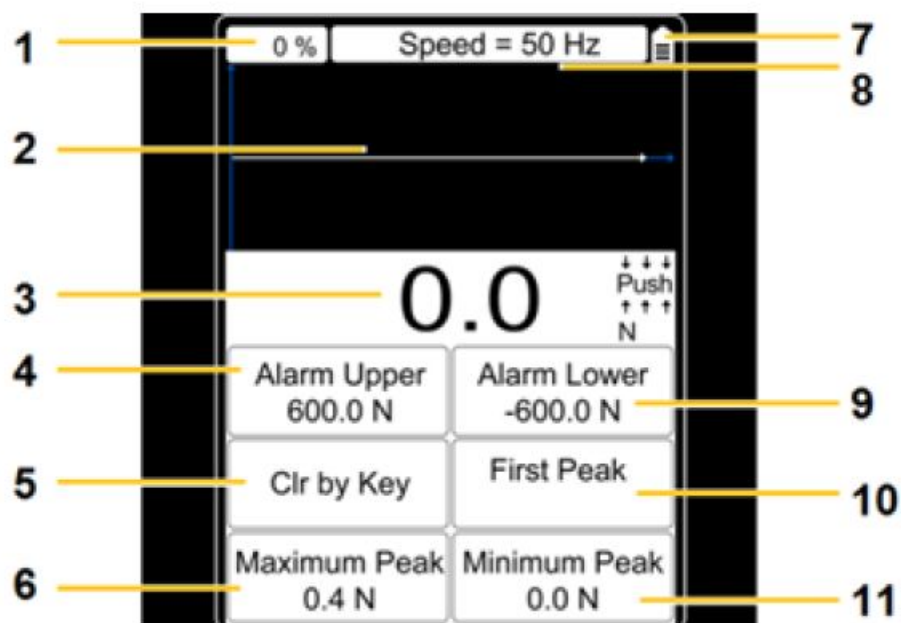 1
0 %
Speed = 50 Hz
7
8
2
3
0.0
Push
N
4
Alarm Upper
600.0 N
Alarm Lower
-600.0 N
9
5
Clr by Key
First Peak
10
6
Maximum Peak
0.4 N
Minimum Peak
0.0 N
11